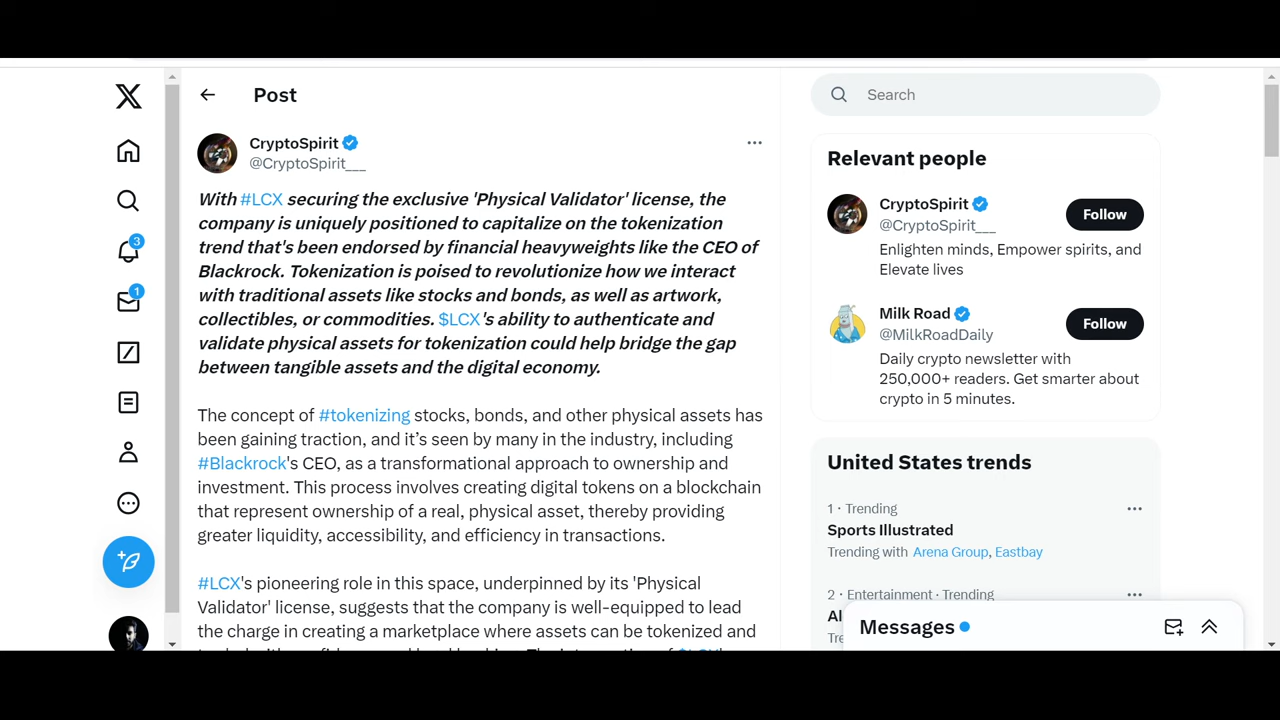 Post
Search
CryptoSpirit
@CryptoSpirit___
With #LCX securing the exclusive 'Physical Validator' license, the
company is uniquely positioned to capitalize on the tokenization
trend that's been endorsed by financial heavyweights like the CEO of
Blackrock. Tokenization is poised to revolutionize how we interact
with traditional assets like stocks and bonds, as well as artwork,
collectibles, or commodities. $LCX's ability to authenticate and
validate physical assets for tokenization could help bridge the gap
between tangible assets and the digital economy.
The concept of #tokenizing stocks, bonds, and other physical assets has
been gaining traction, and it’s seen by many in the industry, including
#Blackrock's CEO, as a transformational approach to ownership and
investment. This process involves creating digital tokens on a blockchain
that represent ownership of a real, physical asset, thereby providing
greater liquidity, accessibility, and efficiency in transactions.
#LCX's pioneering role in this space, underpinned by its 'Physical
Validator' license, suggests that the company is well-equipped to lead
the charge in creating a marketplace where assets can be tokenized and
3
1
Relevant people
CryptoSpirit
@CryptoSpirit___
Follow
Enlighten minds, Empower spirits, and
Elevate lives
Milk Road
@MilkRoadDaily
Follow
Daily crypto newsletter with
250,000+ readers. Get smarter about
crypto in 5 minutes.
United States trends
1 · Trending
Sports Illustrated
Trending with Arena Group, Eastbay
2 · Entertainment · Trending
Messages